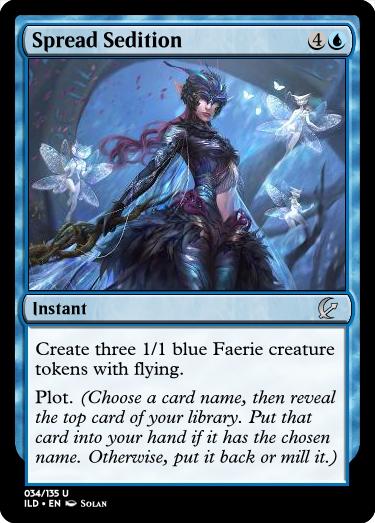 Spread Sedition 4
Instant
Create three 1/1 blue Faerie creature
tokens with flying.
Plot. (Choose a card name, then reveal
the top card of your library. Put that
card into your hand if it has the chosen
name. Otherwise, put it back or mill it.)
034/135 U
ILD • EN SOLAN